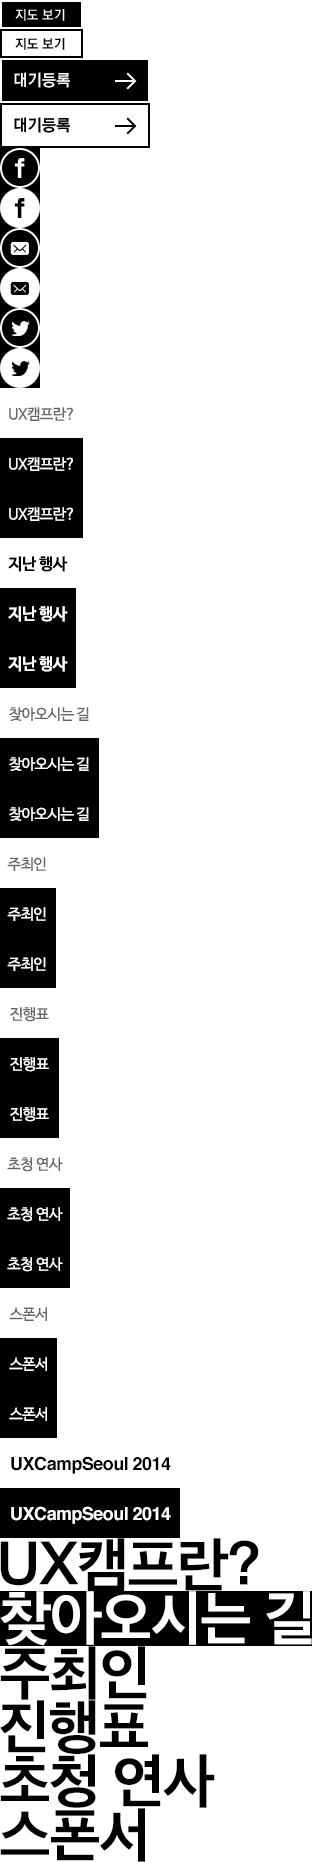 지도 보기
지도 보기
대기등록
대기등록
UX캠프란?
UX캠프란?
UX캠프란?
지난 행사
지난 행사
지난 행사
찾아오시는 길
찾아오시는 길
찾아오시는 길
주최인
주최인
주최인
진행표
진행표
진행표
초청 연사
초청 연사
초청 연사
스폰서
스폰서
스폰서
UXCampSeoul 2014
UXCampSeoul 2014
UX캠프란?
찾아오시는 길
주최인
진행표
초청 연사
스폰서